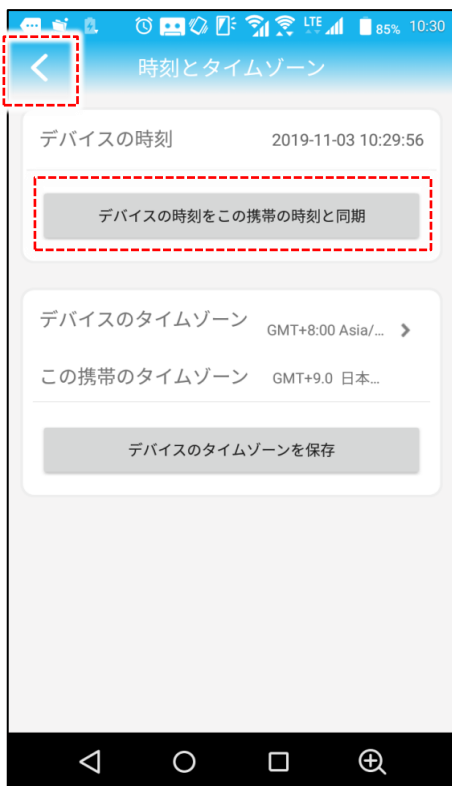 LTE 85% 10:30
時刻とタイムゾーン
デバイスの時刻 2019-11-03 10:29:56
デバイスの時刻をこの携帯の時刻と同期
デバイスのタイムゾーン GMT+8:00 Asia/...
この携帯のタイムゾーン GMT+9.0 日本...
デバイスのタイムゾーンを保存